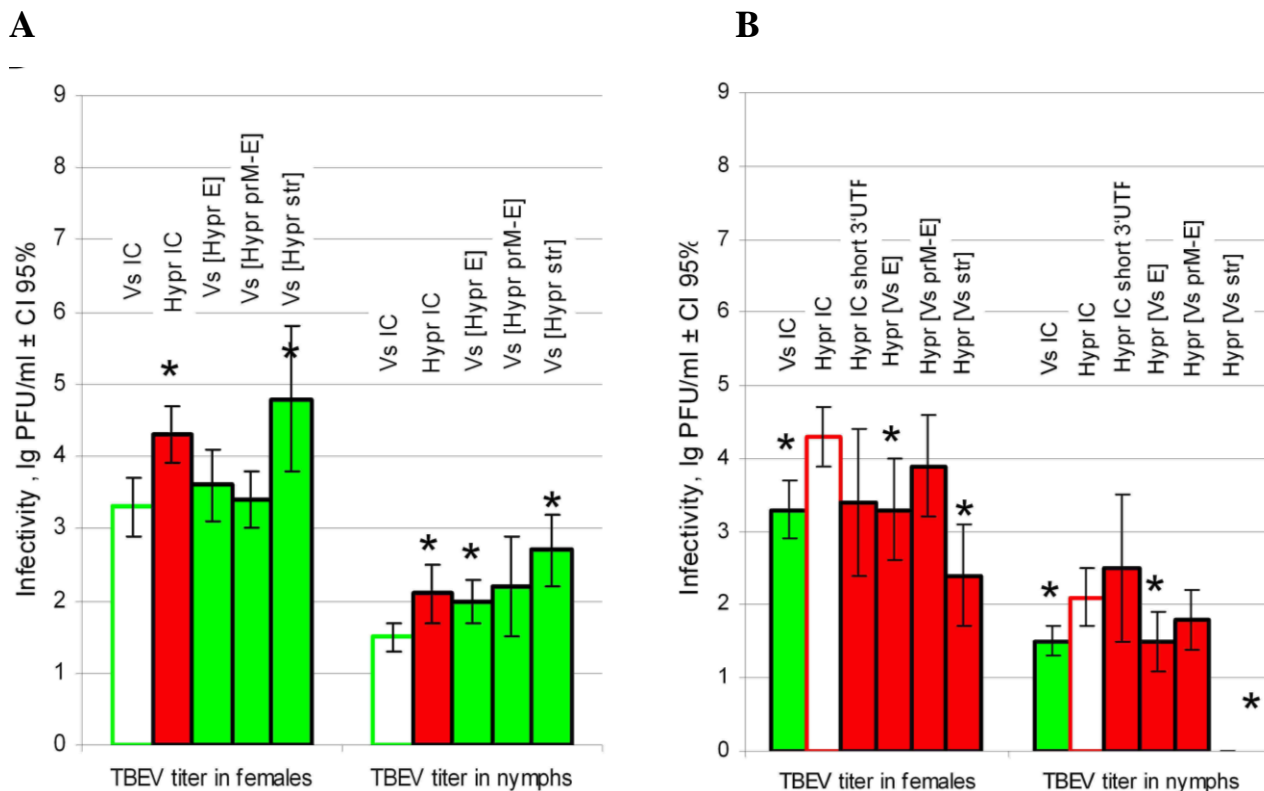 A
B
Infectivity , lg PFU/ml ± CI 95%
9
8
7
6
5
4
3
2
1
0
Vs IC
Hypr IC
Vs [Hypr E]
Vs [Hypr prM-E]
Vs [Hypr str]
*
*
Vs IC
Hypr IC
Vs [Hypr E]
Vs [Hypr prM-E]
Vs [Hypr str]
*
*
*
TBEV titer in females
TBEV titer in nymphs
Infectivity, lg PFU/ml ± CI 95%
9
8
7
6
5
4
3
2
1
0
Vs IC
Hypr IC
Hypr IC short 3'UTF
Hypr [Vs E]
Hypr [Vs prM-E]
Hypr [Vs str]
*
*
*
Vs IC
Hypr IC
Hypr IC short 3'UTF
Hypr [Vs E]
Hypr [Vs prM-E]
Hypr [Vs str]
*
*
*
TBEV titer in females
TBEV titer in nymphs